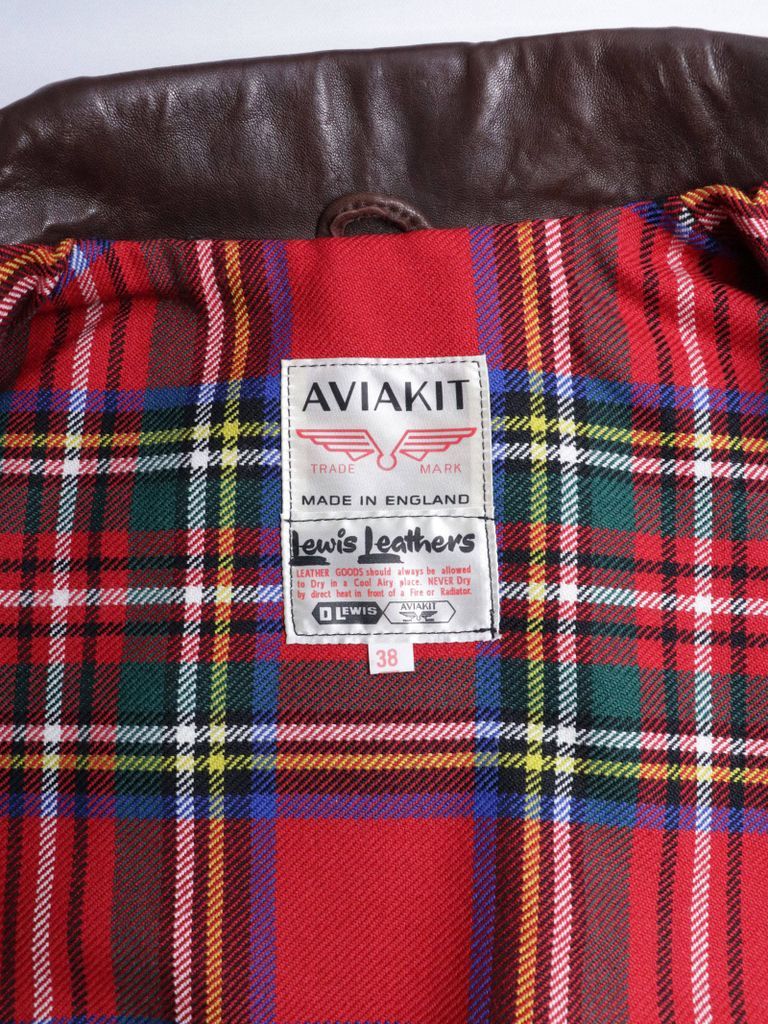 AVIAKIT
TRADE MARK
MADE IN ENGLAND
Lewis Leathers
LEATHER GOODS should always be allowed
to Dry in a Cool Airy place. NEVER Dry
by direct heat in front of a Fire or Radiator.
D LEWIS AVIAKIT
38